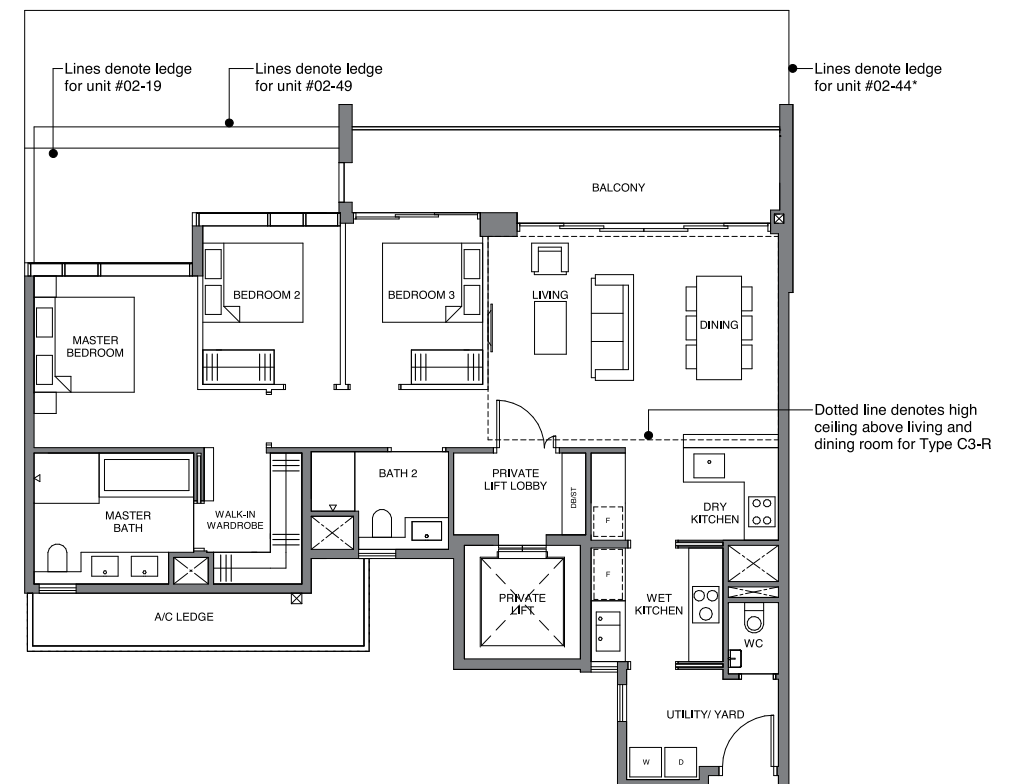 Lines denote ledge
for unit #02-19
Lines denote ledge
for unit #02-49
Lines denote ledge
for unit #02-44*
BALCONY
BEDROOM 2
BEDROOM 3
LIVING
DINING
MASTER
BEDROOM
Dotted line denotes high
ceiling above living and
dining room for Type C3-R
BATH 2
PRIVATE
LIFT LOBBY
DB/ST
MASTER
BATH
WALK-IN
WARDROBE
F
DRY
KITCHEN
F
PRIVATE
LIFT
WET
KITCHEN
A/C LEDGE
WC
UTILITY/ YARD
W
D